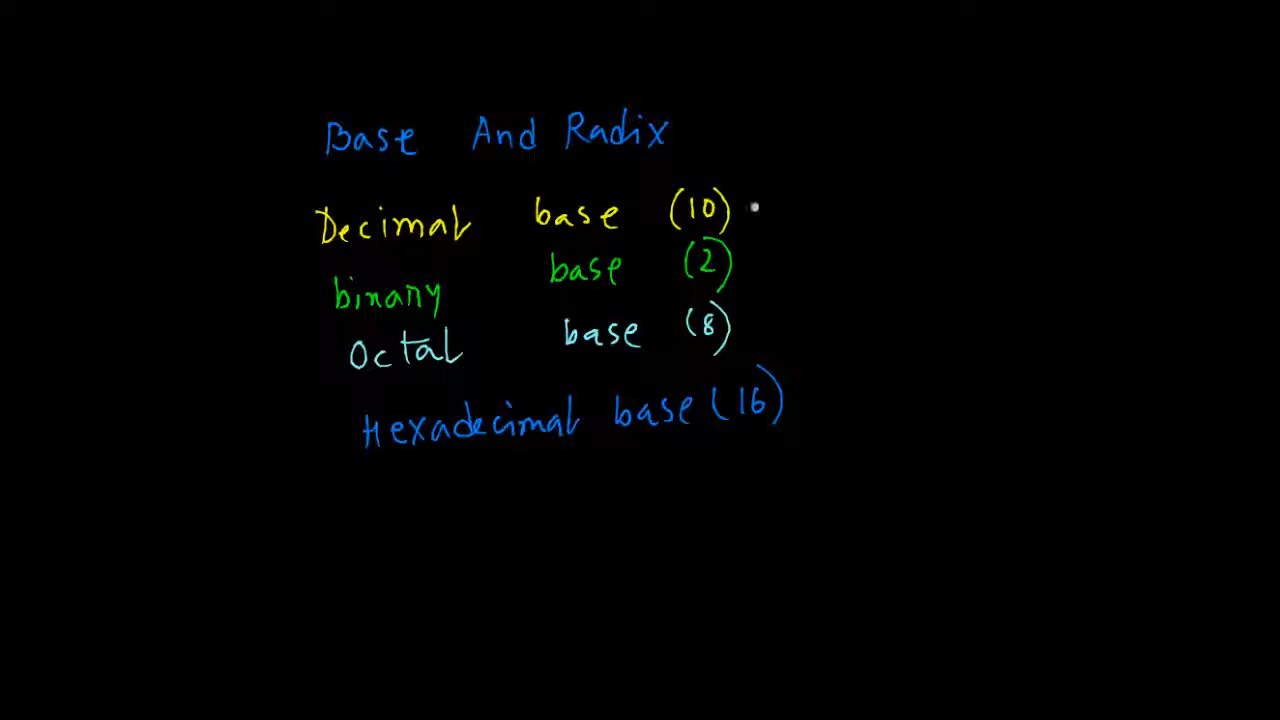 Base And Radix
Decimal base (10)
binary base (2)
Octal base (8)
Hexadecimal base (16)